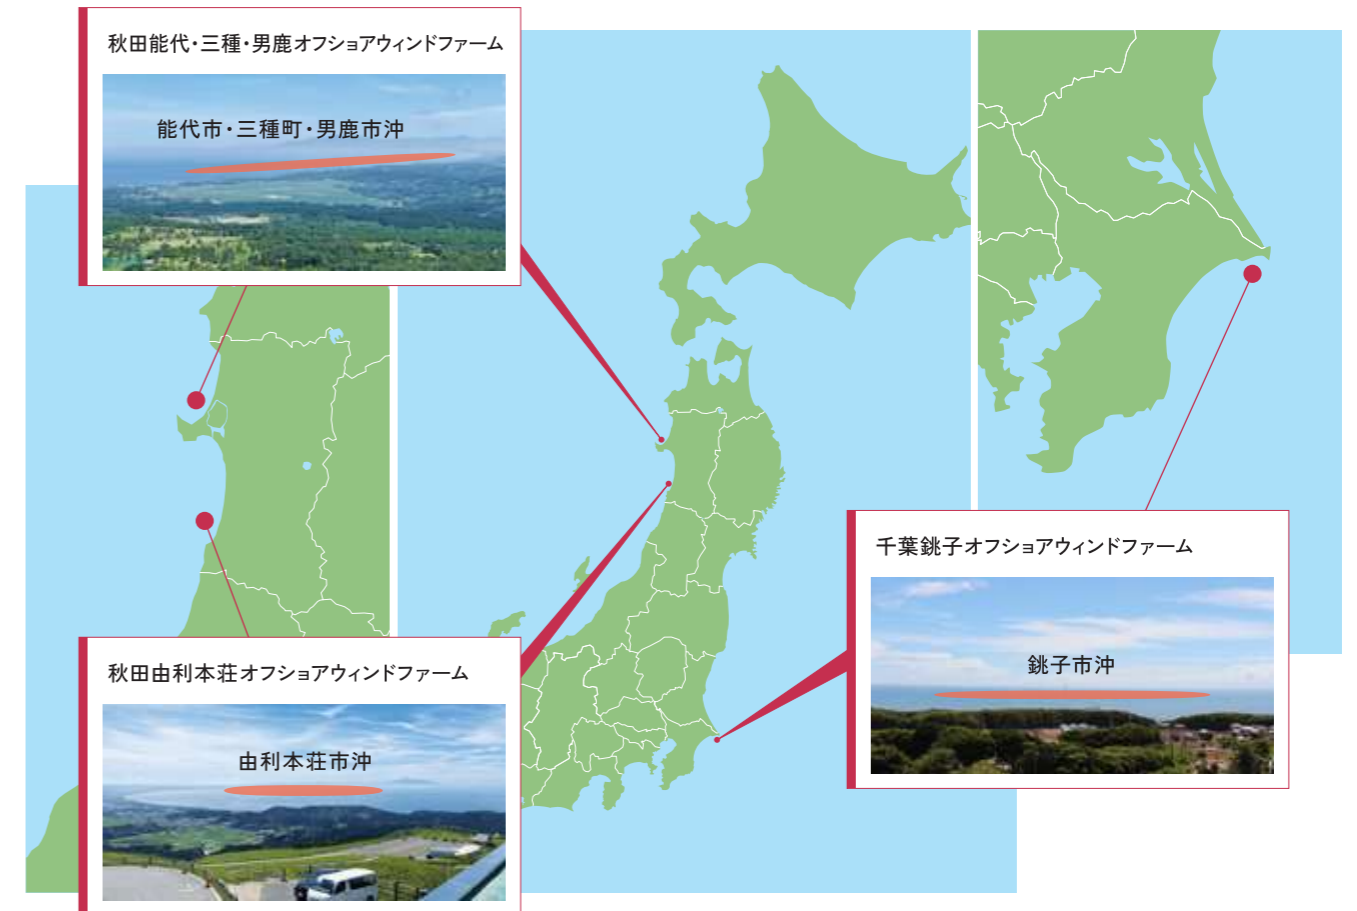 秋田能代・三種・男鹿オフショアウィンドファーム
能代市・三種町・男鹿市沖
千葉銚子オフショアウィンドファーム
銚子市沖
秋田由利本荘オフショアウィンドファーム
由利本荘市沖